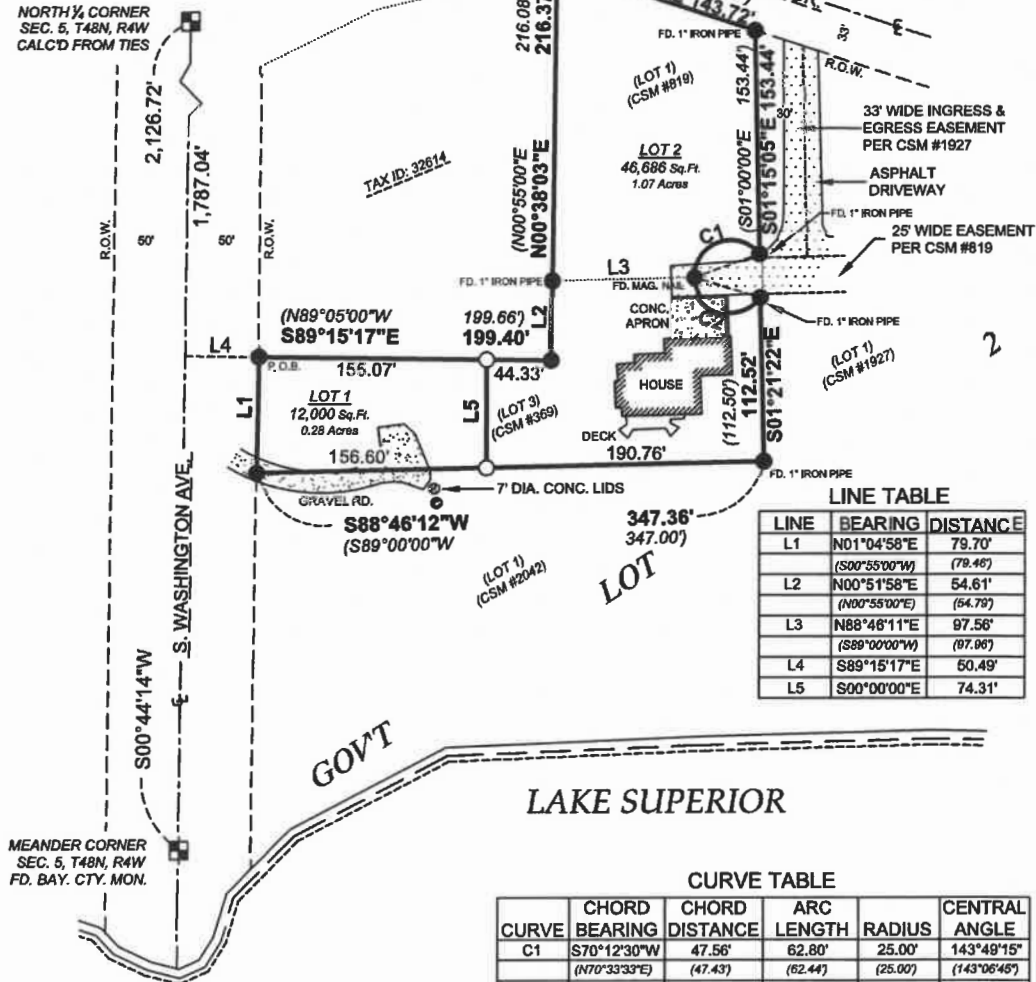 NORTH ¼ CORNER
SEC. 5, T48N, R4W
CALC'D FROM TIES
2,126.72'
1,787.04'
R.O.W.
50'
50'
R.O.W.
TAX ID: 32614
216.08'
216.37'
(N00°55'00"E)
N00°38'03"E
143.72'
FD. 1" IRON PIPE
33'
℄
R.O.W.
(LOT 1)
(CSM #819)
LOT 2
46,686 Sq.Ft.
1.07 Acres
153.44')
(S01°00'00"E
S01°15'05"E 153.44'
30'
33' WIDE INGRESS &
EGRESS EASEMENT
PER CSM #1927
ASPHALT
DRIVEWAY
FD. 1" IRON PIPE
25' WIDE EASEMENT
PER CSM #819
C1
FD. 1" IRON PIPE
L3
FD. MAG. NAIL
C2
FD. 1" IRON PIPE
CONC.
APRON
L2
(N89°05'00"W 199.66')
S89°15'17"E 199.40'
L4
P.O.B.
155.07'
44.33'
HOUSE
DECK
112.52'
(112.50')
S01°21'22"E
(LOT 1)
(CSM #1927)
2
L1
LOT 1
12,000 Sq.Ft.
0.28 Acres
L5
(LOT 3)
(CSM #369)
156.60'
190.76'
FD. 1" IRON PIPE
GRAVEL RD.
7' DIA. CONC. LIDS
S88°46'12"W 347.36'
(S89°00'00"W 347.00')
(LOT 1)
(CSM #2042)
LOT
S. WASHINGTON AVE.
℄
S00°44'14"W
GOV'T
LAKE SUPERIOR
MEANDER CORNER
SEC. 5, T48N, R4W
FD. BAY. CTY. MON.
LINE TABLE
LINE BEARING DISTANCE
L1 N01°04'58"E 79.70'
(S00°55'00"W) (79.46')
L2 N00°51'58"E 54.61'
(N00°55'00"E) (54.79')
L3 N88°46'11"E 97.56'
(S89°00'00"W) (97.96')
L4 S89°15'17"E 50.49'
L5 S00°00'00"E 74.31'
CURVE TABLE
CURVE CHORD BEARING CHORD DISTANCE ARC LENGTH RADIUS CENTRAL ANGLE
C1 S70°12'30"W 47.56' 62.80' 25.00' 143°49'15"
(N70°33'33"E) (47.43') (62.44') (25.00') (143°06'45")